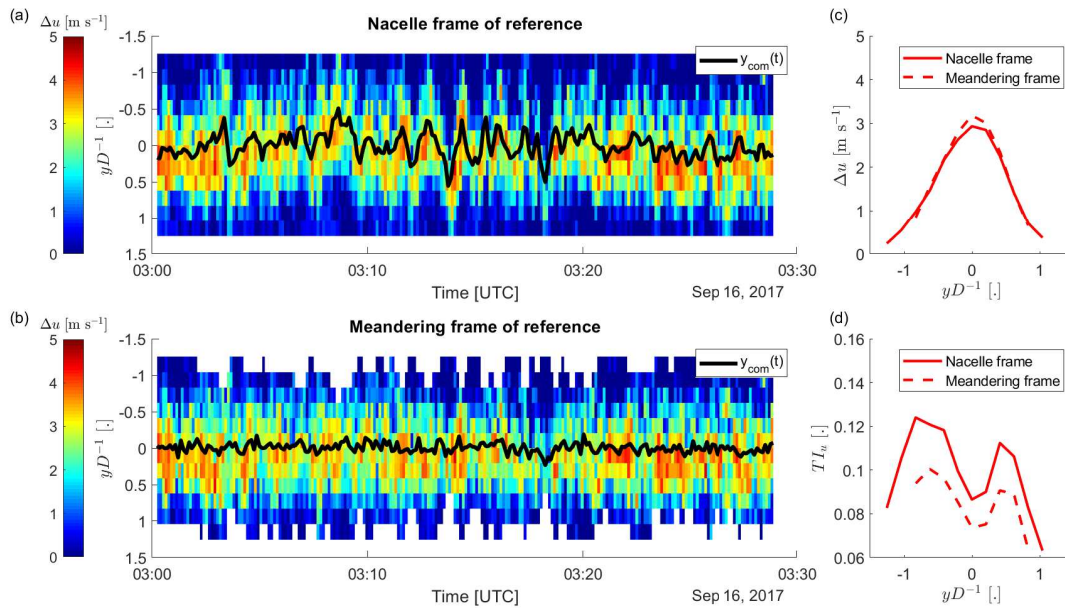 (a)
Δu [m s⁻¹]
5
4
3
2
1
0
Nacelle frame of reference
y_com(t)
yD⁻¹ [.]
-1.5
-1
-0.5
0
0.5
1
1.5
03:00 03:10 03:20 03:30
Time [UTC]
Sep 16, 2017
(c)
Nacelle frame
Meandering frame
Δu [m s⁻¹]
5
4
3
2
1
0
-1 0 1
yD⁻¹ [.]
(b)
Δu [m s⁻¹]
5
4
3
2
1
0
Meandering frame of reference
y_com(t)
yD⁻¹ [.]
-1.5
-1
-0.5
0
0.5
1
1.5
03:00 03:10 03:20 03:30
Time [UTC]
Sep 16, 2017
(d)
Nacelle frame
Meandering frame
TI_u [.]
0.16
0.14
0.12
0.1
0.08
0.06
-1 0 1
yD⁻¹ [.]